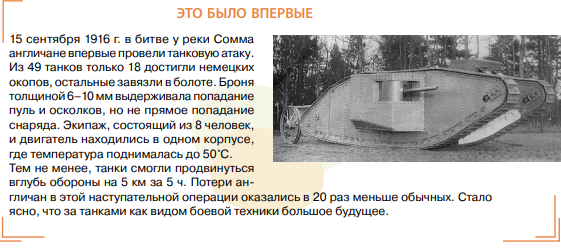 ЭТО БЫЛО ВПЕРВЫЕ
15 сентября 1916 г. в битве у реки Сомма
англичане впервые провели танковую атаку.
Из 49 танков только 18 достигли немецких
окопов, остальные завязли в болоте. Броня
толщиной 6–10 мм выдерживала попадание
пуль и осколков, но не прямое попадание
снаряда. Экипаж, состоящий из 8 человек,
и двигатель находились в одном корпусе,
где температура поднималась до 50°С.
Тем не менее, танки смогли продвинуться
вглубь обороны на 5 км за 5 ч. Потери ан-
гличан в этой наступательной операции оказались в 20 раз меньше обычных. Стало
ясно, что за танками как видом боевой техники большое будущее.